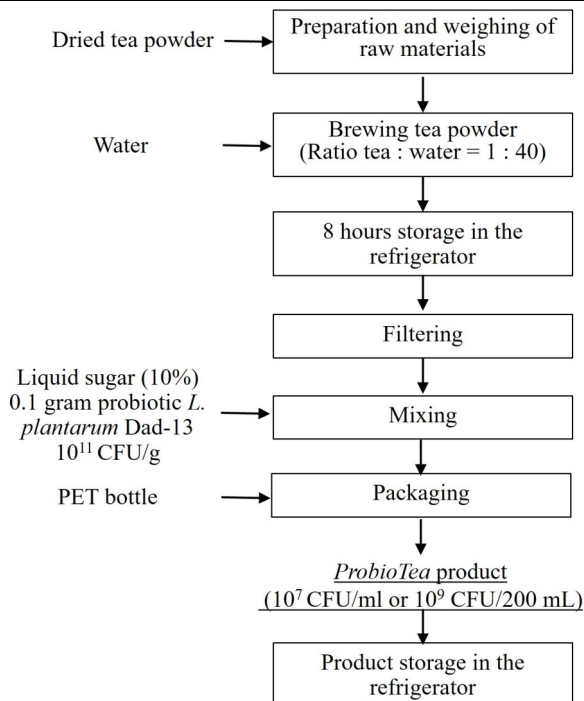 Dried tea powder
Preparation and weighing of
raw materials
Water
Brewing tea powder
(Ratio tea : water = 1 : 40)
8 hours storage in the
refrigerator
Filtering
Liquid sugar (10%)
0.1 gram probiotic L.
plantarum Dad-13
10¹¹ CFU/g
Mixing
PET bottle
Packaging
ProbioTea product
(10⁷ CFU/ml or 10⁹ CFU/200 mL)
Product storage in the
refrigerator